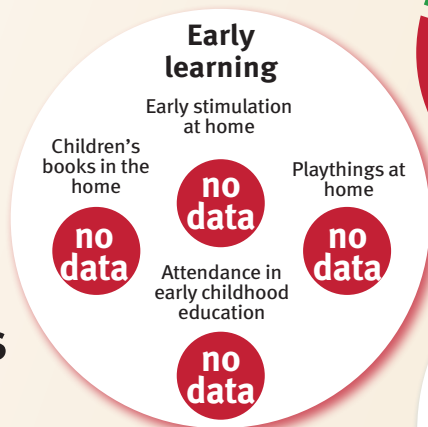 Early
learning
Early stimulation
at home
no
data
Children's
books in the
home
no
data
Playthings at
home
no
data
Attendance in
early childhood
education
no
data
s